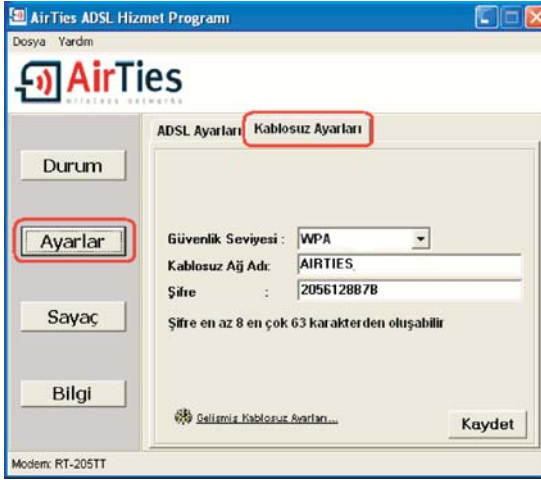 AirTies ADSL Hizmet Programı
Dosya Yardım
AirTies
wireless networks
ADSL Ayarları Kablosuz Ayarları
Durum
Ayarlar
Sayaç
Bilgi
Güvenlik Seviyesi : WPA
Kablosuz Ağ Adı: AIRTIES
Şifre : 2056128B7B
Şifre en az 8 en çok 63 karakterden oluşabilir
Gelişmiş Kablosuz Ayarları...
Kaydet
Modem: RT-205TT